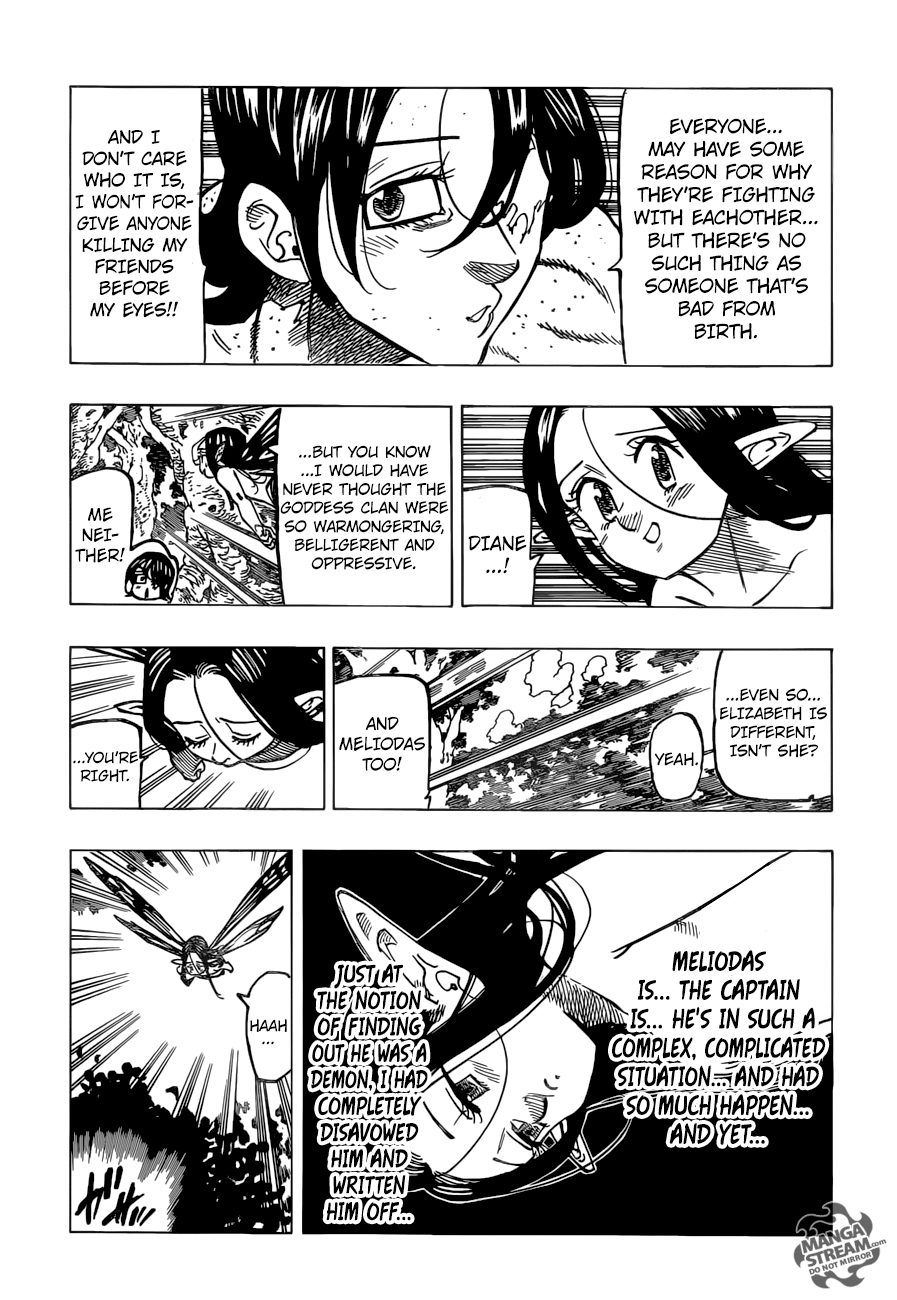 EVERYONE...
MAY HAVE SOME
REASON FOR WHY
THEY'RE FIGHTING
WITH EACHOTHER...
BUT THERE'S NO
SUCH THING AS
SOMEONE THAT'S
BAD FROM
BIRTH.
AND I
DON'T CARE
WHO IT IS,
I WON'T FOR-
GIVE ANYONE
KILLING MY
FRIENDS
BEFORE
MY EYES!!
DIANE
...!
...BUT YOU KNOW
...I WOULD HAVE
NEVER THOUGHT THE
GODDESS CLAN WERE
SO WARMONGERING,
BELLIGERENT AND
OPPRESSIVE.
ME
NEI-
THER!
...EVEN SO...
ELIZABETH IS
DIFFERENT,
ISN'T SHE?
YEAH.
AND
MELIODAS
TOO!
...YOU'RE
RIGHT.
MELIODAS
IS... THE CAPTAIN
IS... HE'S IN SUCH A
COMPLEX, COMPLICATED
SITUATION... AND HAD
SO MUCH HAPPEN...
AND YET...
JUST AT
THE NOTION
OF FINDING
OUT HE WAS A
DEMON, I HAD
COMPLETELY
DISAVOWED
HIM AND
WRITTEN
HIM OFF...
HAAH
...
ガガッ
MANGA
STREAM.com
DO NOT MIRROR